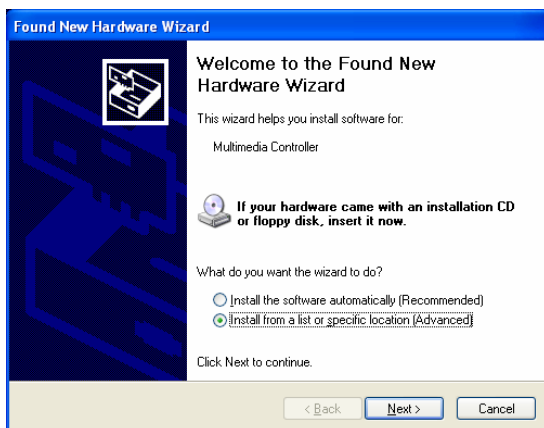 Found New Hardware Wizard
Welcome to the Found New
Hardware Wizard
This wizard helps you install software for:
Multimedia Controller
If your hardware came with an installation CD
or floppy disk, insert it now.
What do you want the wizard to do?
Install the software automatically (Recommended)
Install from a list or specific location (Advanced)
Click Next to continue.
< Back Next > Cancel